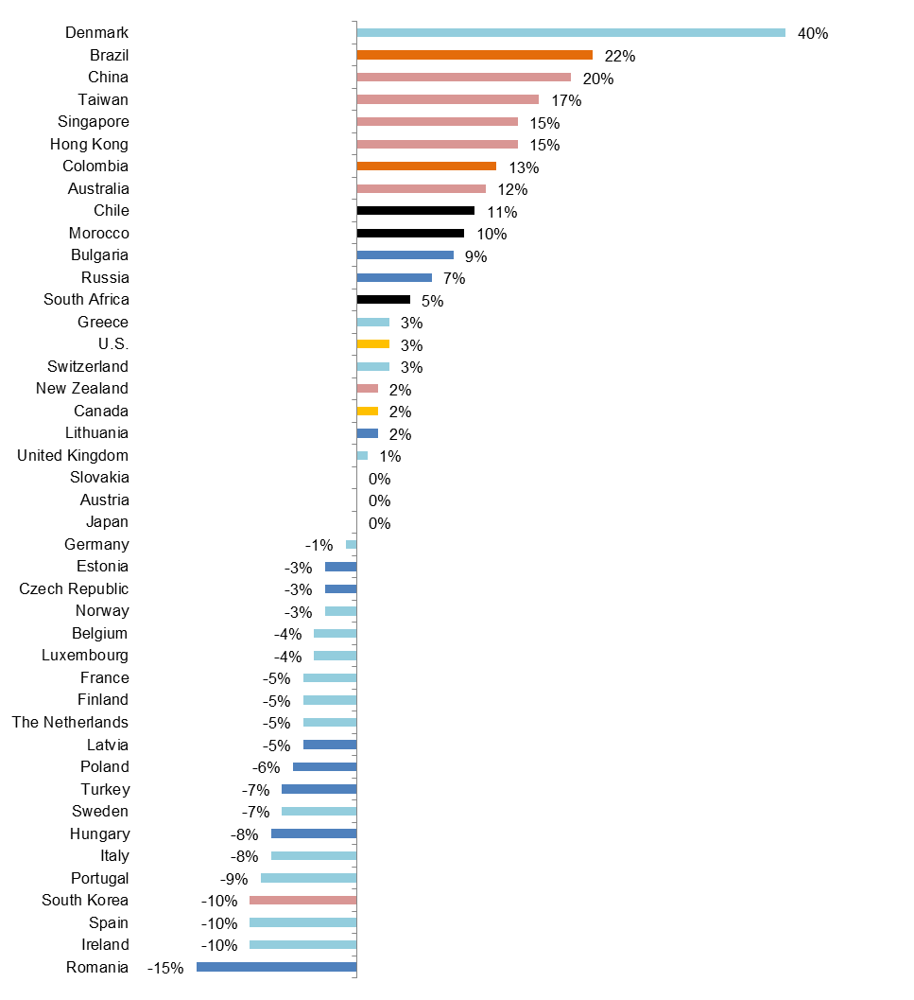 Denmark 40%
Brazil 22%
China 20%
Taiwan 17%
Singapore 15%
Hong Kong 15%
Colombia 13%
Australia 12%
Chile 11%
Morocco 10%
Bulgaria 9%
Russia 7%
South Africa 5%
Greece 3%
U.S. 3%
Switzerland 3%
New Zealand 2%
Canada 2%
Lithuania 2%
United Kingdom 1%
Slovakia 0%
Austria 0%
Japan 0%
Germany -1%
Estonia -3%
Czech Republic -3%
Norway -3%
Belgium -4%
Luxembourg -4%
France -5%
Finland -5%
The Netherlands -5%
Latvia -5%
Poland -6%
Turkey -7%
Sweden -7%
Hungary -8%
Italy -8%
Portugal -9%
South Korea -10%
Spain -10%
Ireland -10%
Romania -15%